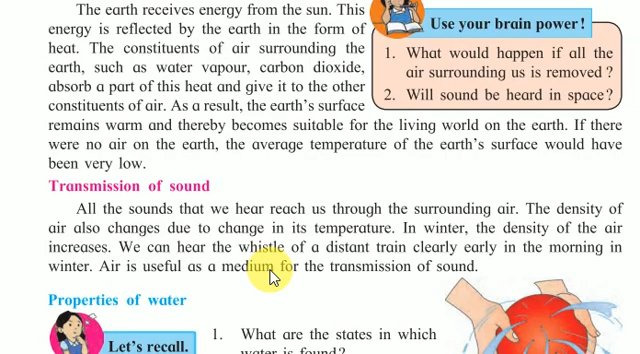 The earth receives energy from the sun. This
energy is reflected by the earth in the form of
heat. The constituents of air surrounding the
earth, such as water vapour, carbon dioxide,
absorb a part of this heat and give it to the other
constituents of air. As a result, the earth's surface
remains warm and thereby becomes suitable for the living world on the earth. If there
were no air on the earth, the average temperature of the earth's surface would have
been very low.
Use your brain power!
1. What would happen if all the
air surrounding us is removed ?
2. Will sound be heard in space?
Transmission of sound
All the sounds that we hear reach us through the surrounding air. The density of
air also changes due to change in its temperature. In winter, the density of the air
increases. We can hear the whistle of a distant train clearly early in the morning in
winter. Air is useful as a medium for the transmission of sound.
Properties of water
Let's recall.
1. What are the states in which
water is found?